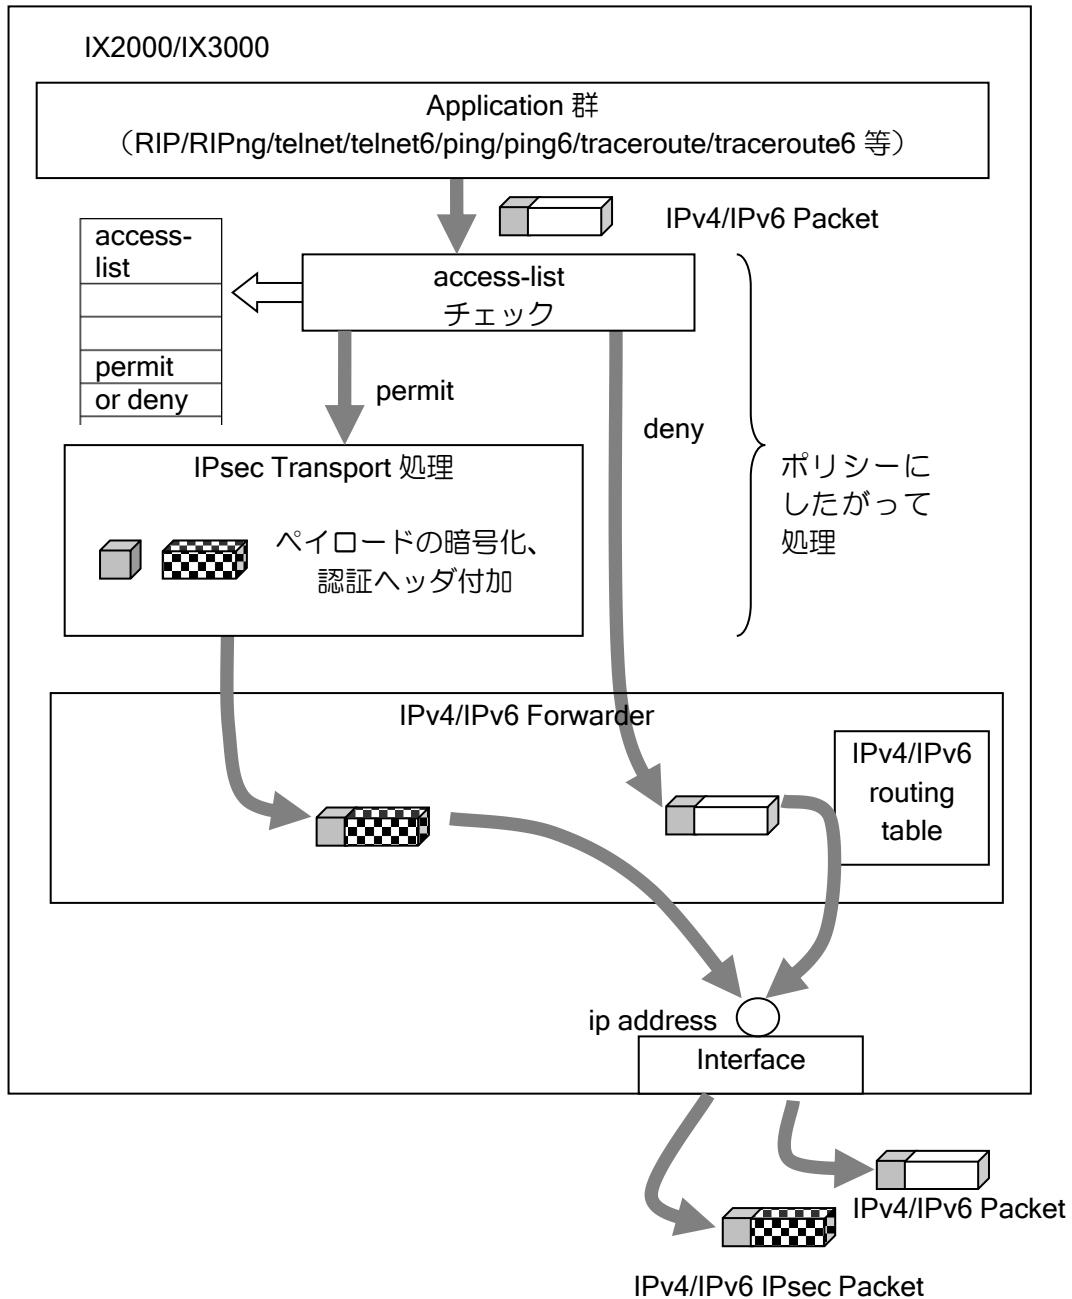 IX2000/IX3000
Application 群
（RIP/RIPng/telnet/telnet6/ping/ping6/traceroute/traceroute6 等）
IPv4/IPv6 Packet
access-
list
permit
or deny
access-list
チェック
permit
deny
ポリシーに
したがって
処理
IPsec Transport 処理
ペイロードの暗号化、
認証ヘッダ付加
IPv4/IPv6 Forwarder
IPv4/IPv6
routing
table
ip address
Interface
IPv4/IPv6 Packet
IPv4/IPv6 IPsec Packet